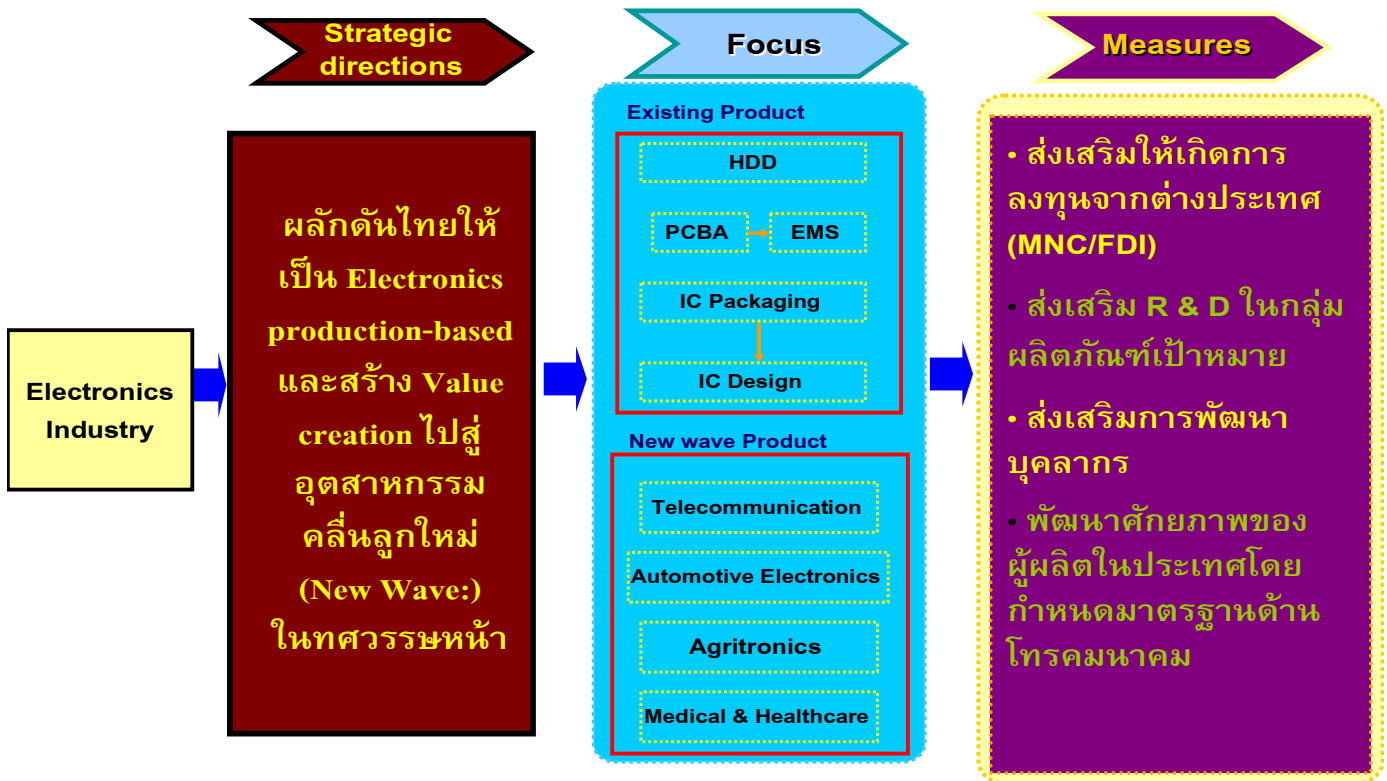 Strategic
directions
Focus
Measures
Electronics
Industry
ผลักดันไทยให้
เป็น Electronics
production-based
และสร้าง Value
creation ไปสู่
อุตสาหกรรม
คลื่นลูกใหม่
(New Wave:)
ในทศวรรษหน้า
Existing Product
HDD
PCBA
EMS
IC Packaging
IC Design
New wave Product
Telecommunication
Automotive Electronics
Agritronics
Medical & Healthcare
• ส่งเสริมให้เกิดการ
ลงทุนจากต่างประเทศ
(MNC/FDI)
• ส่งเสริม R & D ในกลุ่ม
ผลิตภัณฑ์เป้าหมาย
• ส่งเสริมการพัฒนา
บุคลากร
• พัฒนาศักยภาพของ
ผู้ผลิตในประเทศโดย
กำหนดมาตรฐานด้าน
โทรคมนาคม